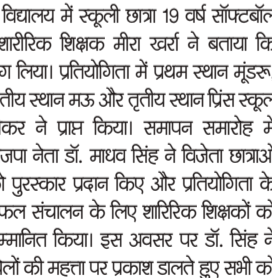 विद्यालय में स्कूली छात्रा 19 वर्ष सॉफ्टबॉल
शारीरिक शिक्षक मीरा खर्रा ने बताया कि
ग लिया। प्रतियोगिता में प्रथम स्थान मूंडरू
तीय स्थान मऊ और तृतीय स्थान प्रिंस स्कूल
कर ने प्राप्त किया। समापन समारोह में
जपा नेता डॉ. माधव सिंह ने विजेता छात्राओं
पुरस्कार प्रदान किए और प्रतियोगिता के
फल संचालन के लिए शारिरिक शिक्षकों को
म्मानित किया। इस अवसर पर डॉ. सिंह ने
लों की महत्ता पर प्रकाश डालते हुए सभी का